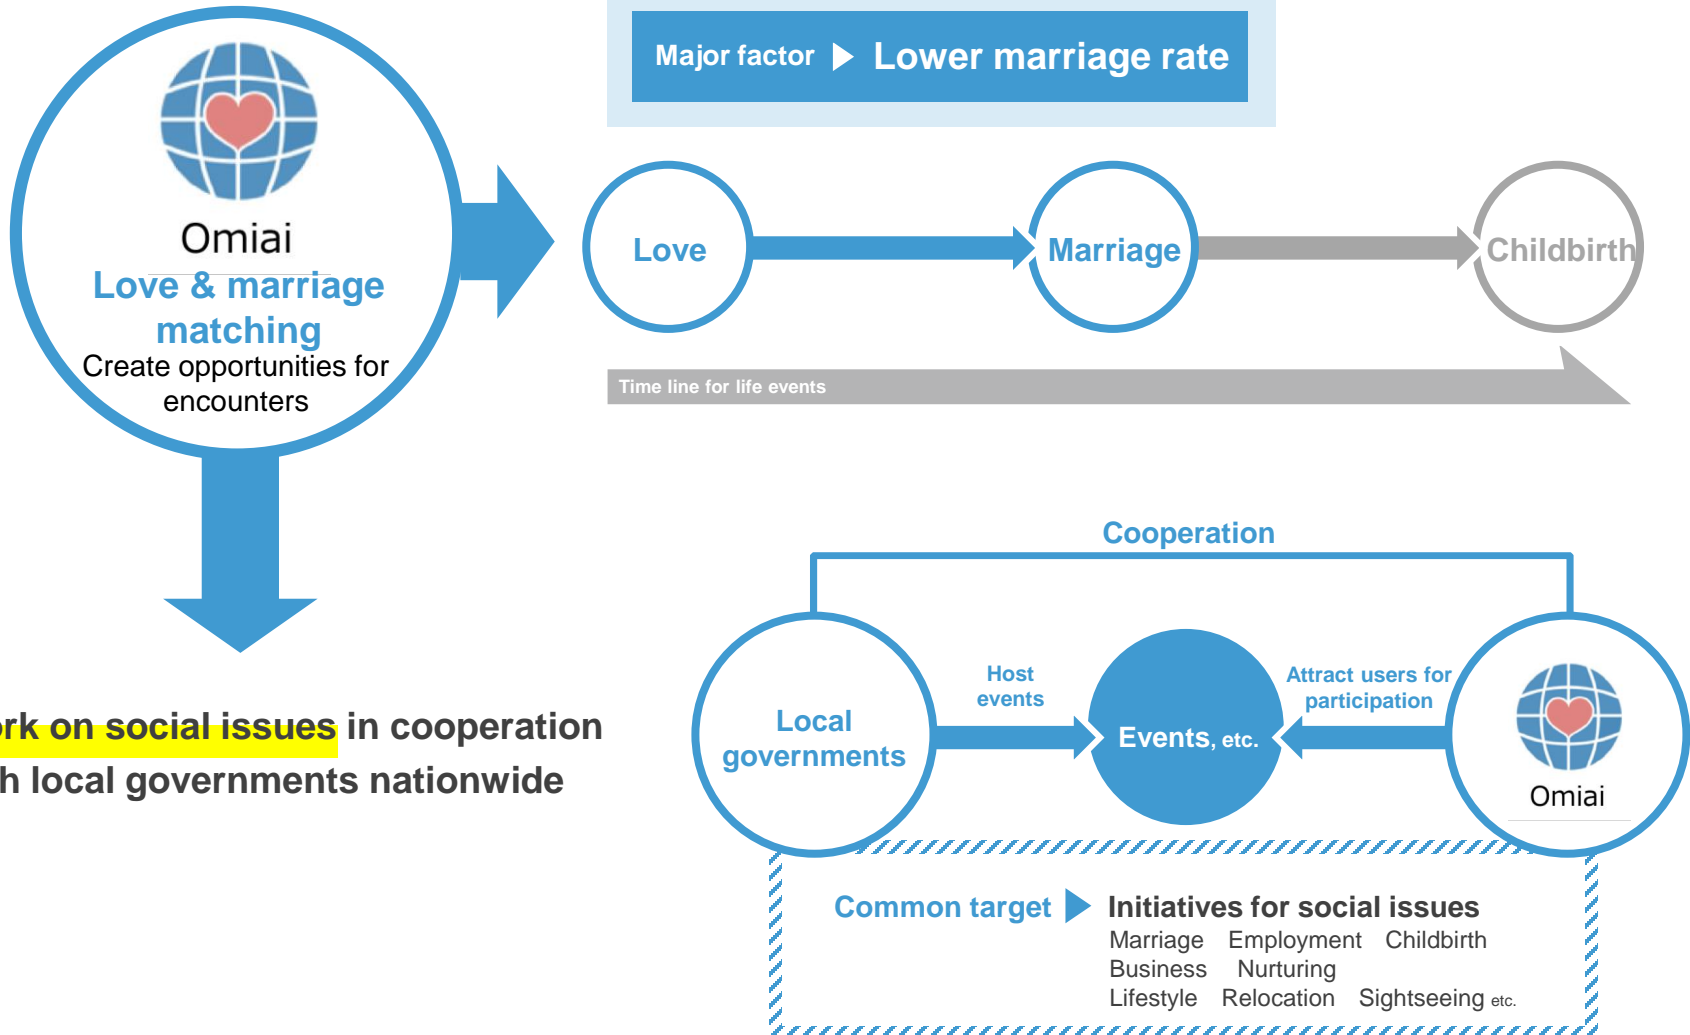 Major factor ▶ Lower marriage rate
Omiai
Love & marriage
matching
Create opportunities for
encounters
Love
Marriage
Childbirth
Time line for life events
rk on social issues in cooperation
h local governments nationwide
Cooperation
Local
governments
Host
events
Events, etc.
Attract users for
participation
Omiai
Common target ▶ Initiatives for social issues
Marriage Employment Childbirth
Business Nurturing
Lifestyle Relocation Sightseeing etc.